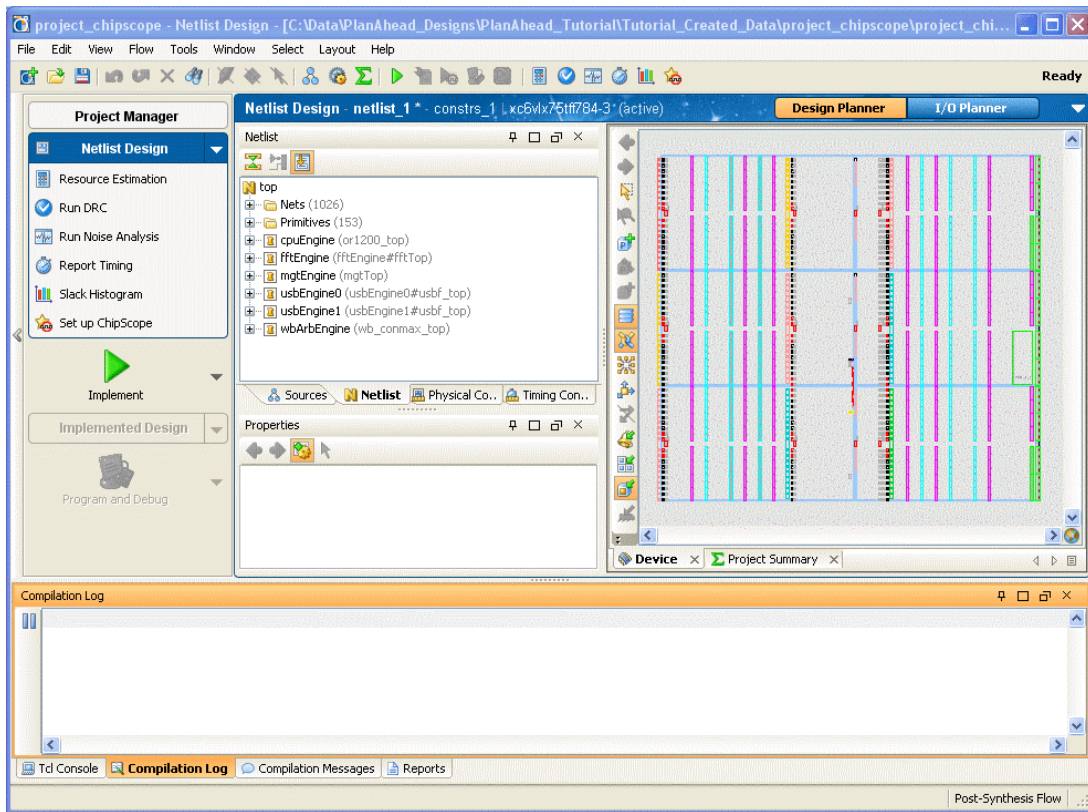 project_chipscope - Netlist Design - [C:\Data\PlanAhead_Designs\PlanAhead_Tutorial\Tutorial_Created_Data\project_chipscope\project_chi...
File Edit View Flow Tools Window Select Layout Help
Ready
Project Manager
Netlist Design
Resource Estimation
Run DRC
Run Noise Analysis
Report Timing
Slack Histogram
Set up ChipScope
Implement
Implemented Design
Program and Debug
Netlist Design - netlist_1 * - constrs_1 | xc6vlx75tff784-3 (active)
Design Planner
I/O Planner
Netlist
top
Nets (1026)
Primitives (153)
cpuEngine (or1200_top)
fftEngine (fftEngine#fftTop)
mgtEngine (mgtTop)
usbEngine0 (usbEngine0#usbf_top)
usbEngine1 (usbEngine1#usbf_top)
wbArbEngine (wb_conmax_top)
Sources Netlist Physical Co.. Timing Con..
Properties
Device Project Summary
Compilation Log
Tcl Console Compilation Log Compilation Messages Reports
Post-Synthesis Flow